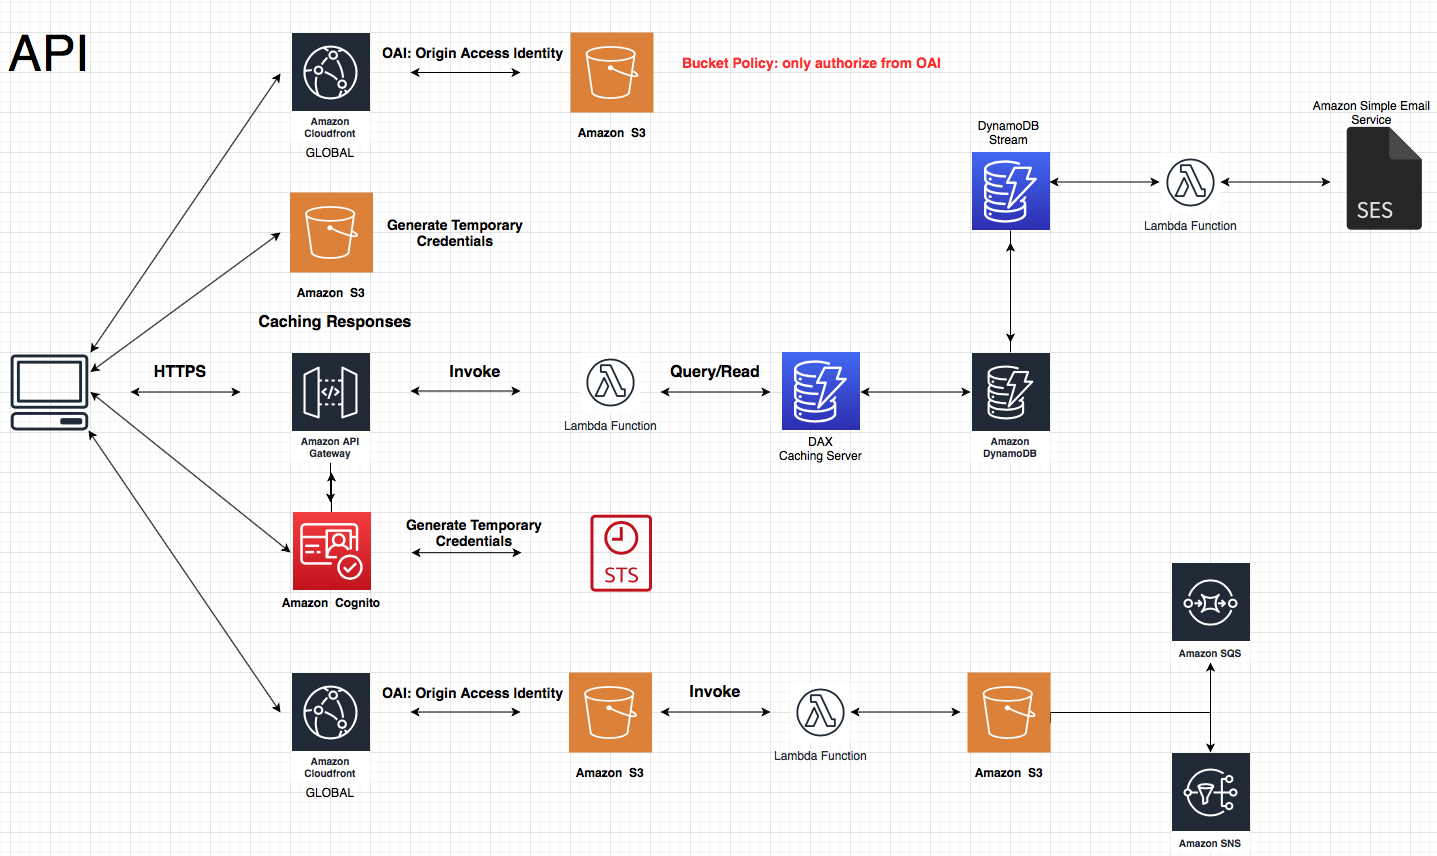 API
OAI: Origin Access Identity
Bucket Policy: only authorize from OAI
Amazon
Cloudfront
GLOBAL
Amazon S3
Amazon Simple Email
Service
DynamoDB
Stream
SES
Lambda Function
Generate Temporary
Credentials
Amazon S3
Caching Responses
HTTPS
Invoke
Query/Read
</>
Amazon API
Gateway
Lambda Function
DAX
Caching Server
Amazon
DynamoDB
Generate Temporary
Credentials
STS
Amazon Cognito
Amazon SQS
OAI: Origin Access Identity
Invoke
Amazon
Cloudfront
GLOBAL
Amazon S3
Lambda Function
Amazon S3
Amazon SNS